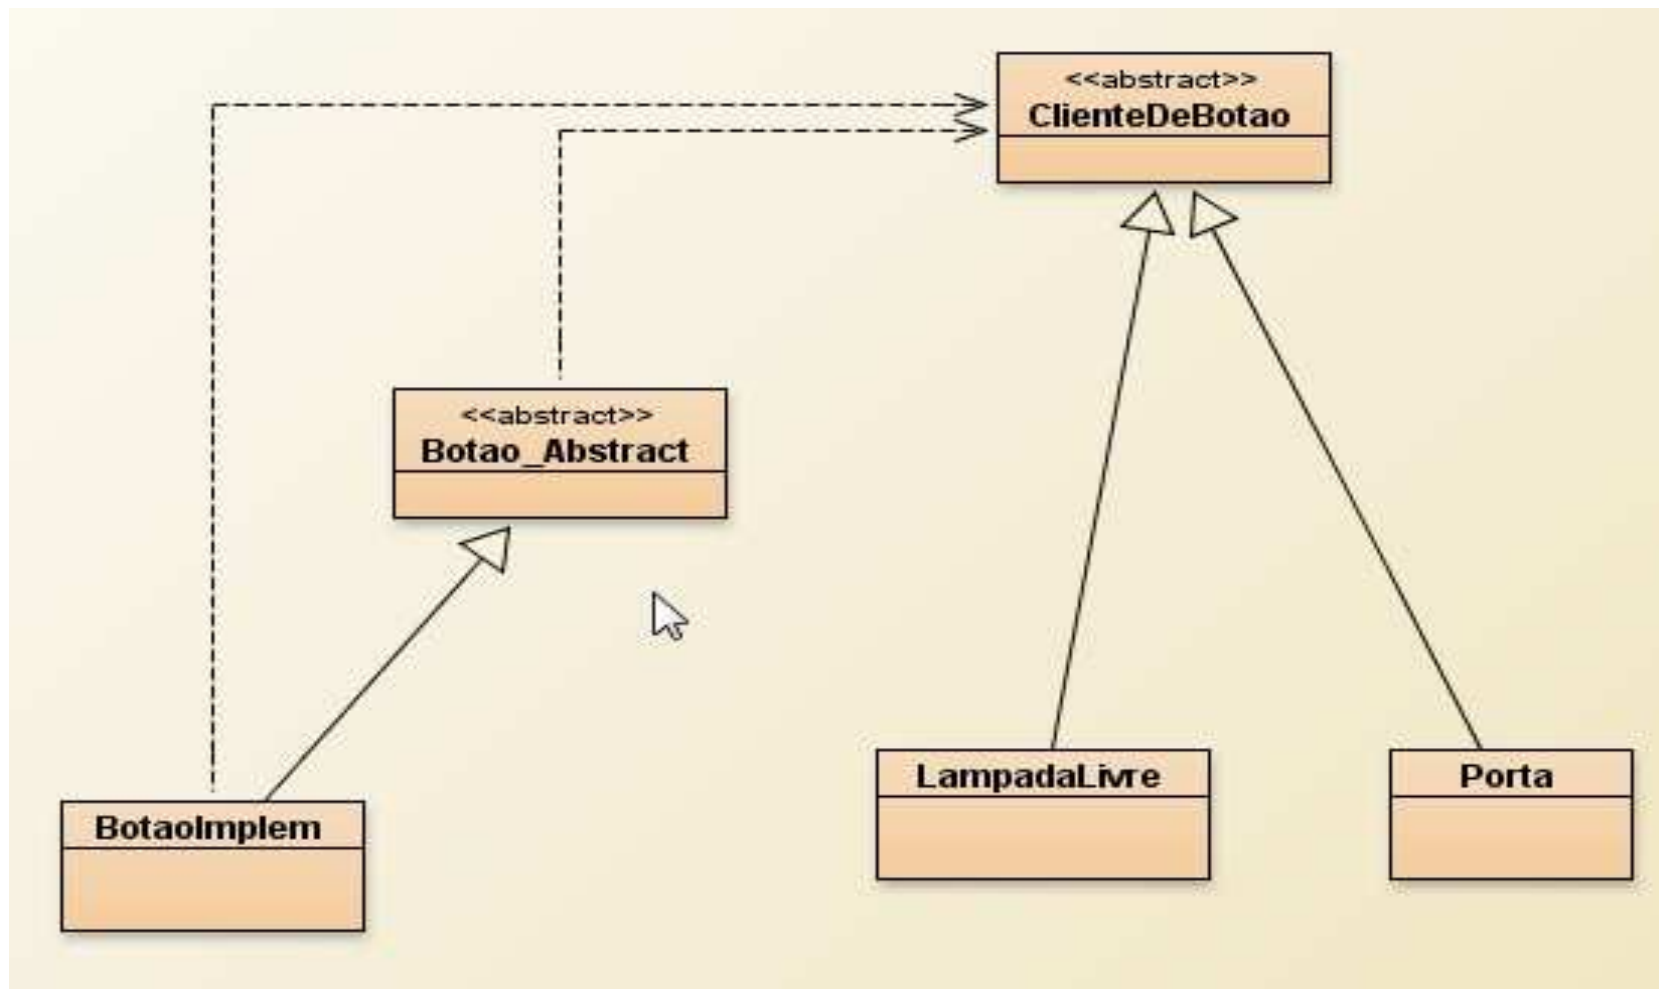 <<abstract>>
ClienteDeBotao
<<abstract>>
Botao_Abstract
LampadaLivre
Porta
BotaoImplem